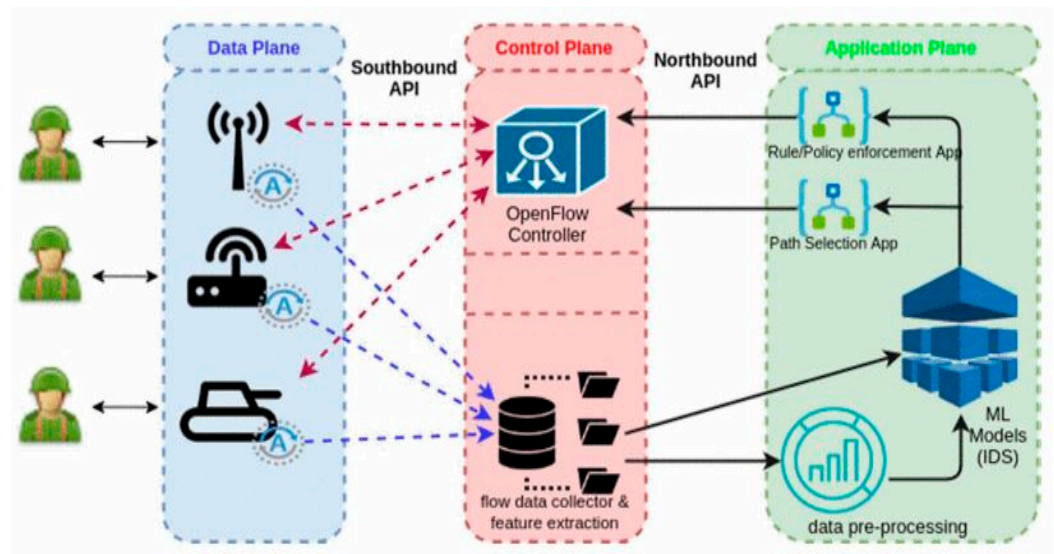 Data Plane
Control Plane
Application Plane
Southbound
API
Northbound
API
Rule/Policy enforcement App
OpenFlow
Controller
Path Selection App
A
A
A
ML
Models
(IDS)
flow data collector &
feature extraction
data pre-processing